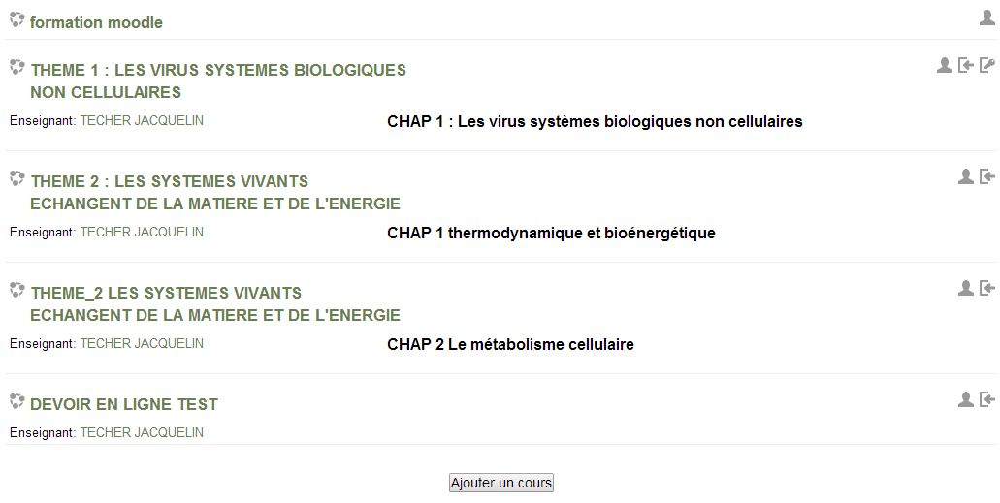 formation moodle
THEME 1 : LES VIRUS SYSTEMES BIOLOGIQUES
NON CELLULAIRES
Enseignant: TECHER JACQUELIN
CHAP 1 : Les virus systèmes biologiques non cellulaires
THEME 2 : LES SYSTEMES VIVANTS
ECHANGENT DE LA MATIERE ET DE L'ENERGIE
Enseignant: TECHER JACQUELIN
CHAP 1 thermodynamique et bioénergétique
THEME_2 LES SYSTEMES VIVANTS
ECHANGENT DE LA MATIERE ET DE L'ENERGIE
Enseignant: TECHER JACQUELIN
CHAP 2 Le métabolisme cellulaire
DEVOIR EN LIGNE TEST
Enseignant: TECHER JACQUELIN
Ajouter un cours